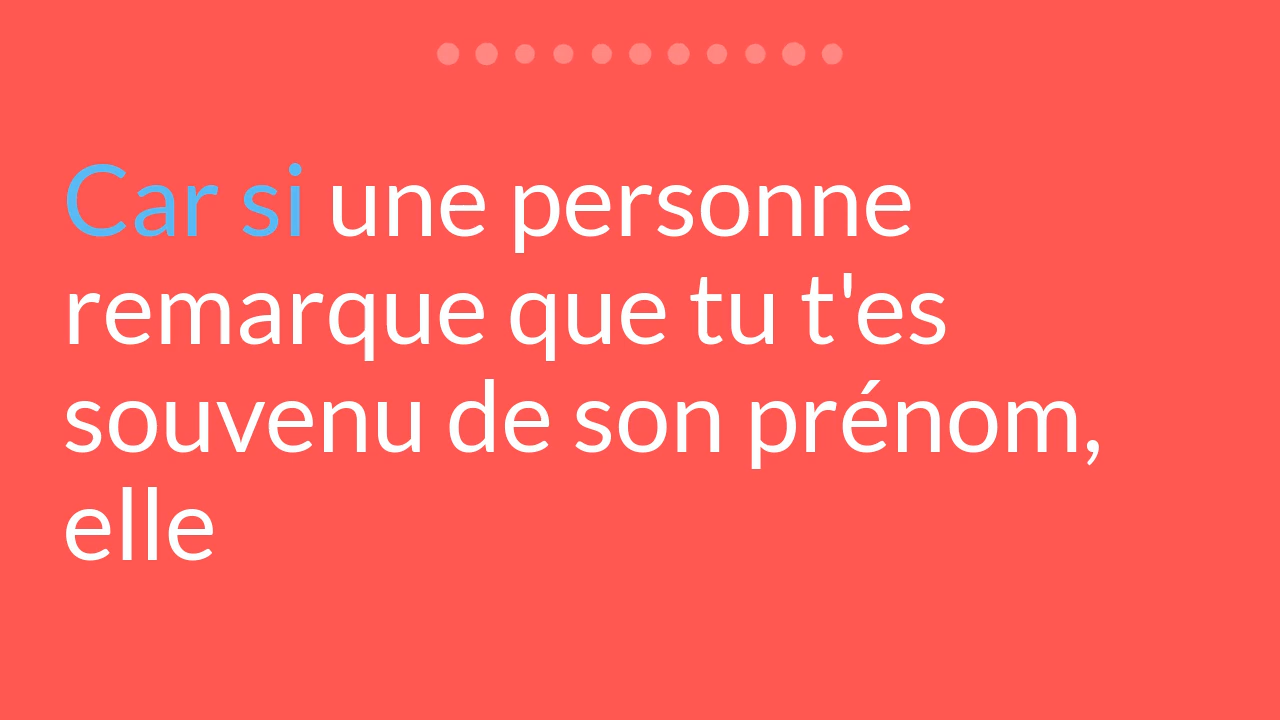 Car si une personne
remarque que tu t'es
souvenu de son prénom,
elle